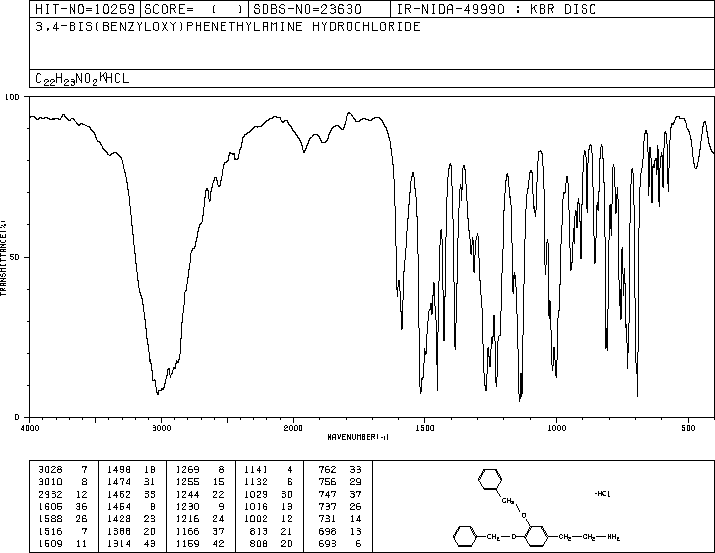 HIT-NO=10259 SCORE= ( ) SDBS-NO=23630 IR-NIDA-49990 : KBR DISC
3,4-BIS(BENZYLOXY)PHENETHYLAMINE HYDROCHLORIDE
C22H23NO2*HCL
100
50
0
TRANSMITTANCE(%)
4000 3000 2000 1500 1000 500
WAVENUMBER(-1)
3028 7 1498 18 1269 8 1141 4 762 33
3010 8 1474 31 1255 15 1132 6 756 29
2932 12 1462 35 1244 22 1029 30 747 37
1605 36 1454 8 1230 9 1016 13 737 26
1588 26 1428 23 1216 24 1002 12 731 14
1516 7 1388 20 1166 37 813 21 698 13
1509 11 1314 43 1159 42 808 20 693 6
CH2
O
·HCl
CH2 O CH2 CH2 NH2